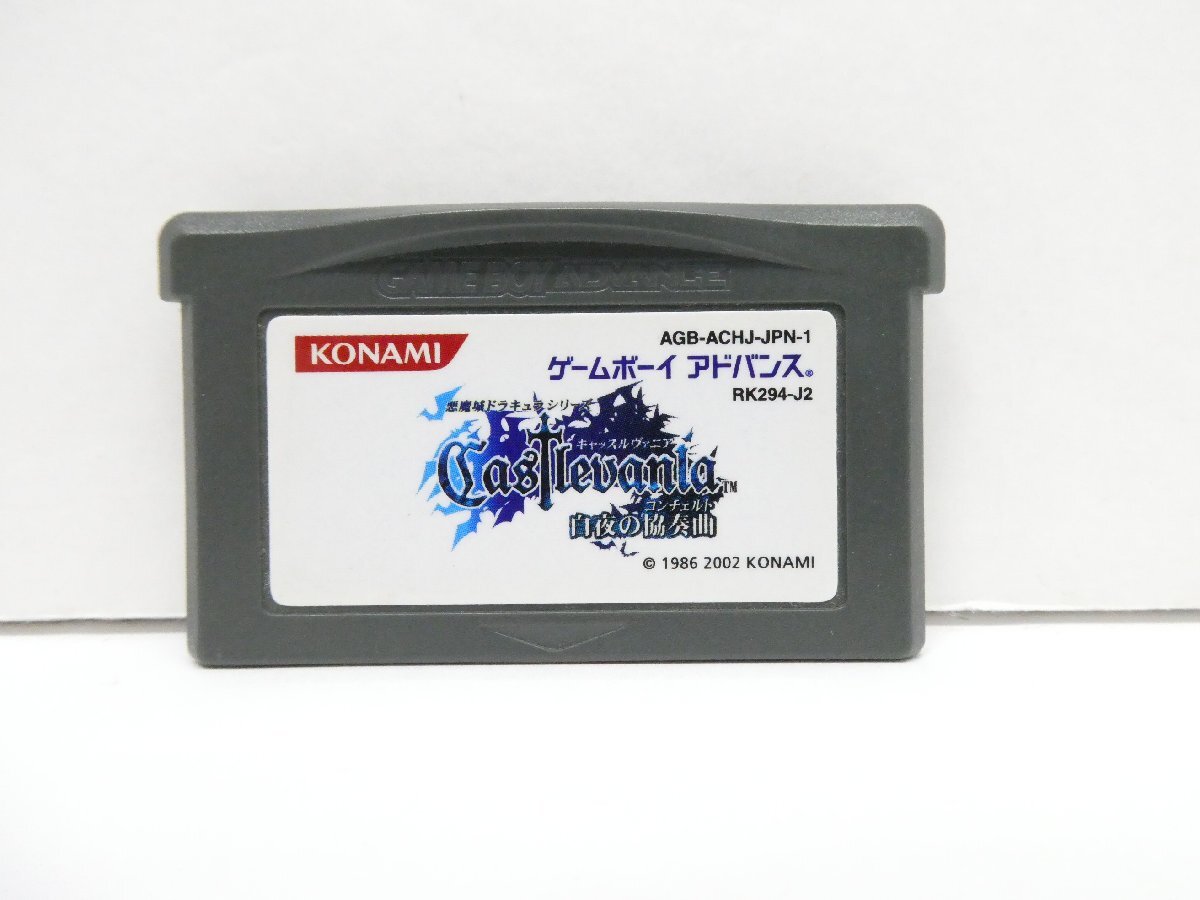 GAME BOY ADVANCE
KONAMI
AGB-ACHJ-JPN-1
ゲームボーイ アドバンス®
RK294-J2
悪魔城ドラキュラシリーズ
キャッスルヴァニア
Castlevania™
コンチェルト
白夜の協奏曲
© 1986 2002 KONAMI